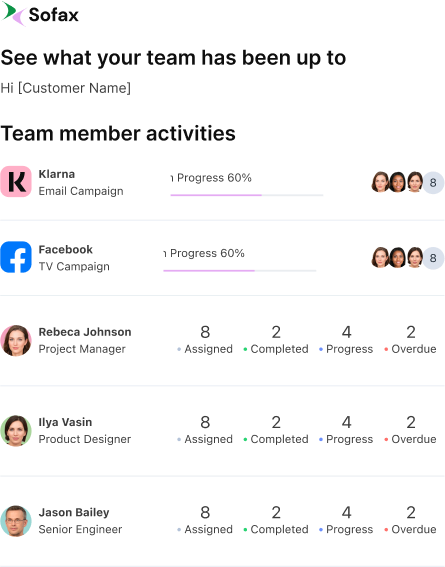 Sofax
See what your team has been up to
Hi [Customer Name]
Team member activities
Klarna
Email Campaign
Progress 60%
8
Facebook
TV Campaign
Progress 60%
8
Rebeca Johnson
Project Manager
8 2 4 2
Assigned Completed Progress Overdue
Ilya Vasin
Product Designer
8 2 4 2
Assigned Completed Progress Overdue
Jason Bailey
Senior Engineer
8 2 4 2
Assigned Completed Progress Overdue